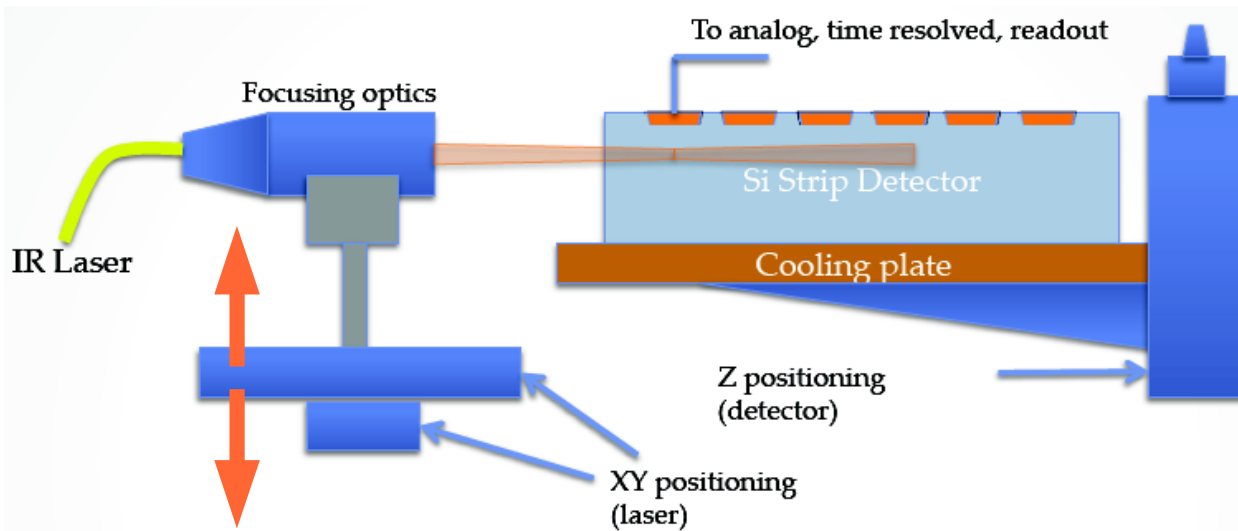 To analog, time resolved, readout
Focusing optics
Si Strip Detector
IR Laser
Cooling plate
Z positioning
(detector)
XY positioning
(laser)